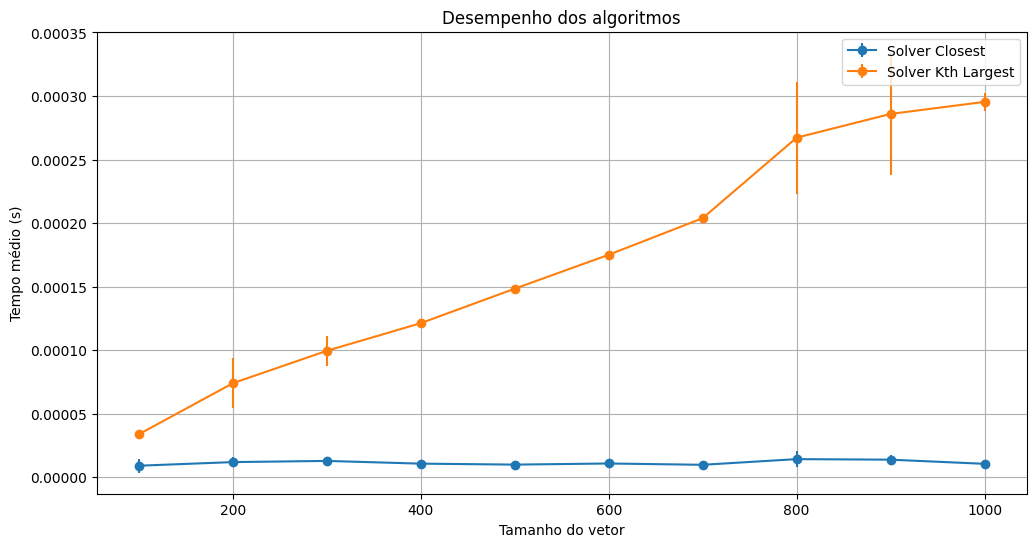 Desempenho dos algoritmos
Solver Closest
Solver Kth Largest
Tempo médio (s)
0.00035
0.00030
0.00025
0.00020
0.00015
0.00010
0.00005
0.00000
200
400
600
800
1000
Tamanho do vetor